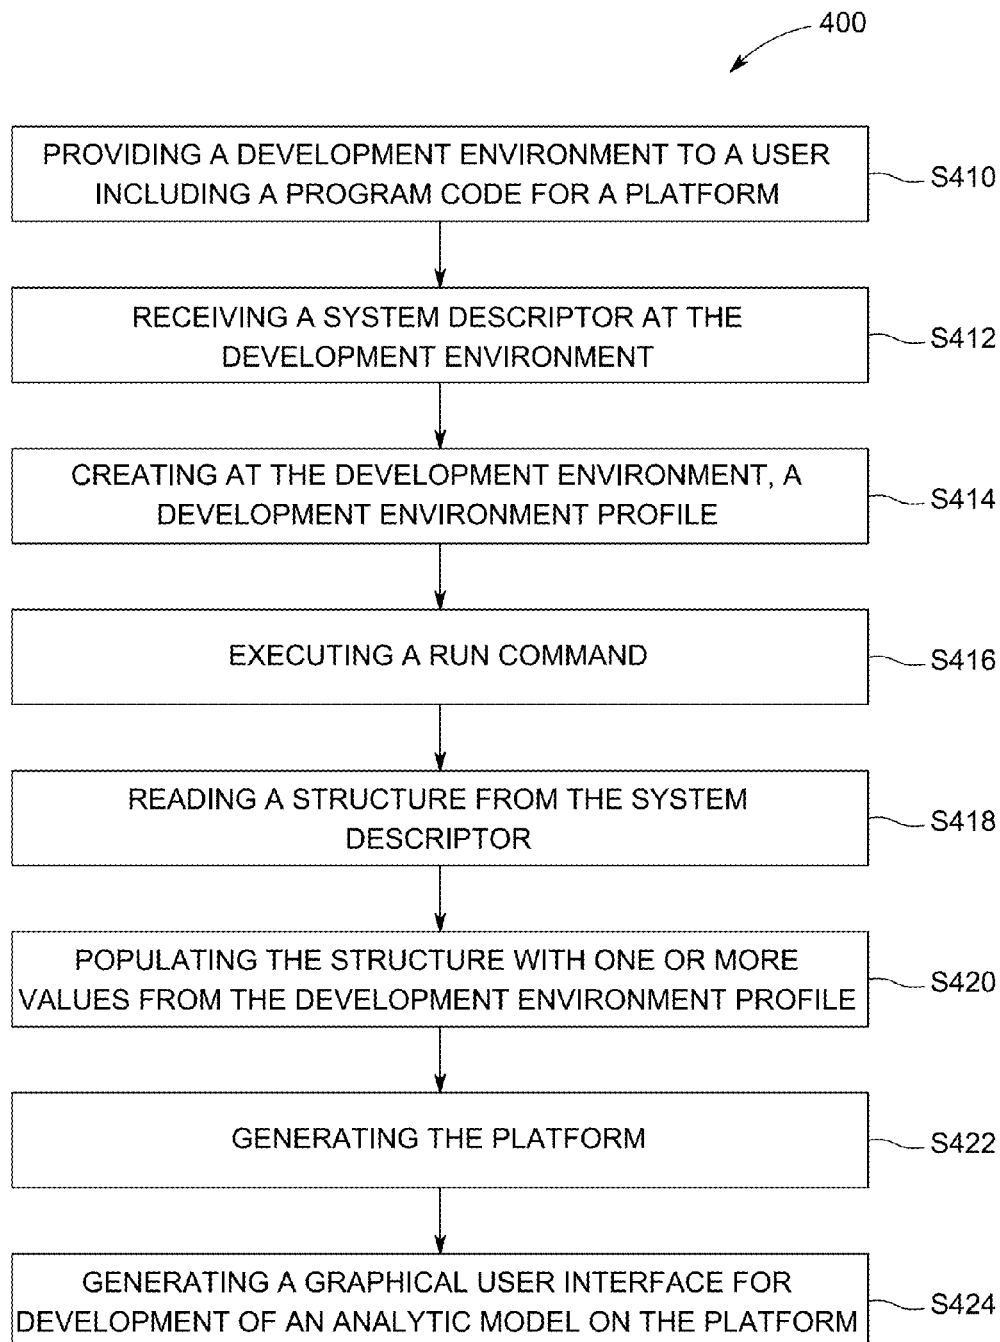 400
PROVIDING A DEVELOPMENT ENVIRONMENT TO A USER
INCLUDING A PROGRAM CODE FOR A PLATFORM
S410
RECEIVING A SYSTEM DESCRIPTOR AT THE
DEVELOPMENT ENVIRONMENT
S412
CREATING AT THE DEVELOPMENT ENVIRONMENT, A
DEVELOPMENT ENVIRONMENT PROFILE
S414
EXECUTING A RUN COMMAND
S416
READING A STRUCTURE FROM THE SYSTEM
DESCRIPTOR
S418
POPULATING THE STRUCTURE WITH ONE OR MORE
VALUES FROM THE DEVELOPMENT ENVIRONMENT PROFILE
S420
GENERATING THE PLATFORM
S422
GENERATING A GRAPHICAL USER INTERFACE FOR
DEVELOPMENT OF AN ANALYTIC MODEL ON THE PLATFORM
S424